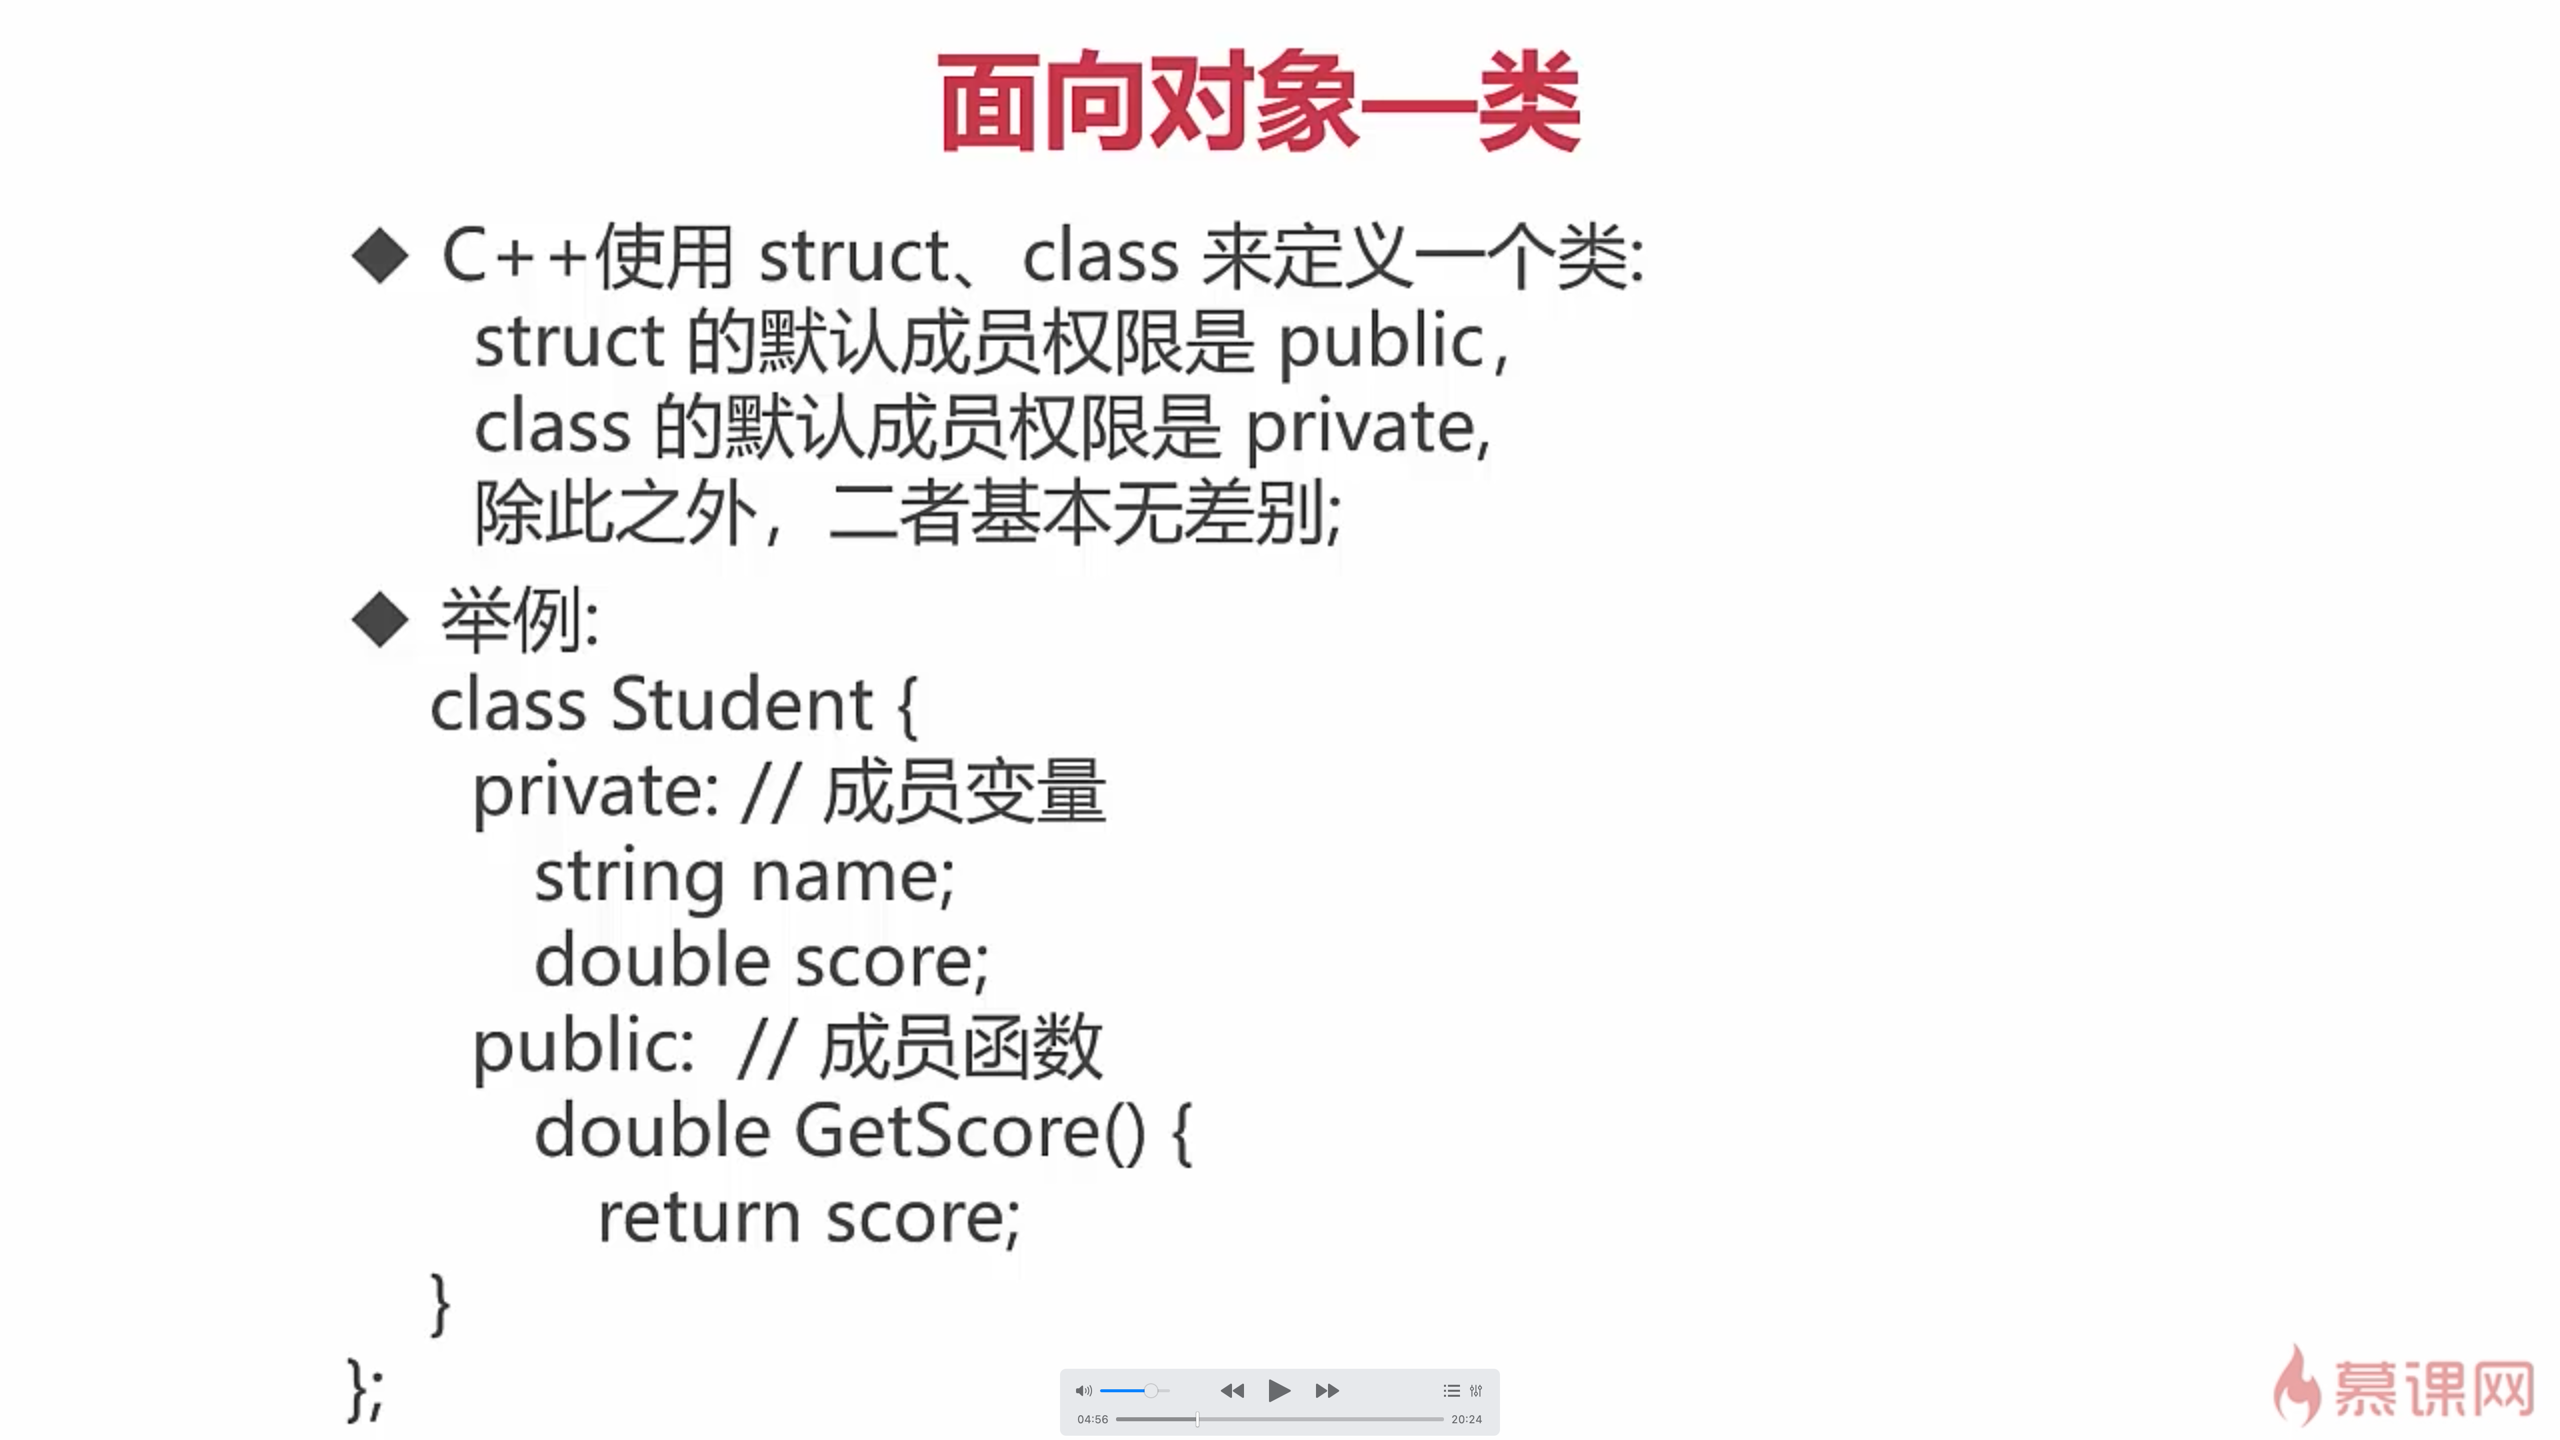 面向对象—类
◆ C++使用 struct、class 来定义一个类:
struct 的默认成员权限是 public,
class 的默认成员权限是 private,
除此之外，二者基本无差别;
◆ 举例:
class Student {
private: // 成员变量
string name;
double score;
public: // 成员函数
double GetScore() {
return score;
}
};
04:56
20:24
慕课网